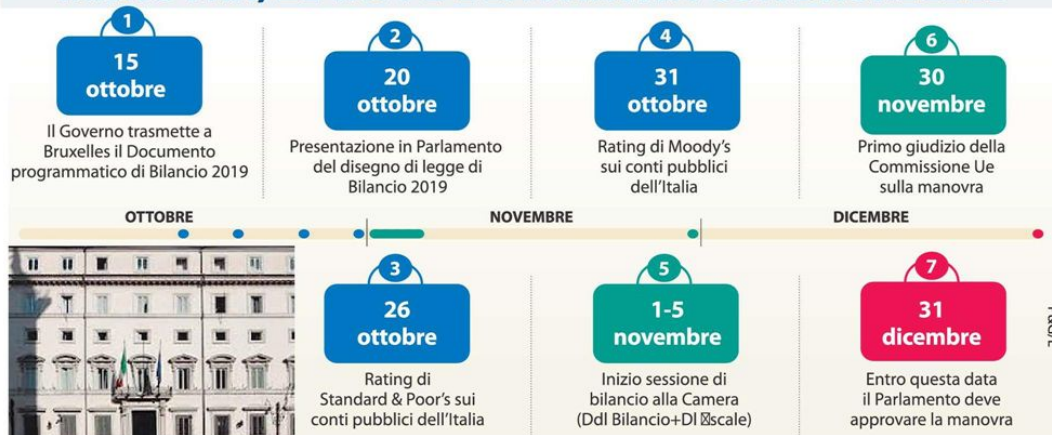 1
15
ottobre
Il Governo trasmette a
Bruxelles il Documento
programmatico di Bilancio 2019
2
20
ottobre
Presentazione in Parlamento
del disegno di legge di
Bilancio 2019
4
31
ottobre
Rating di Moody's
sui conti pubblici
dell'Italia
6
30
novembre
Primo giudizio della
Commissione Ue
sulla manovra
OTTOBRE
NOVEMBRE
DICEMBRE
3
26
ottobre
Rating di
Standard & Poor's sui
conti pubblici dell'Italia
5
1-5
novembre
Inizio sessione di
bilancio alla Camera
(Ddl Bilancio+Dl ☒scale)
7
31
dicembre
Entro questa data
il Parlamento deve
approvare la manovra